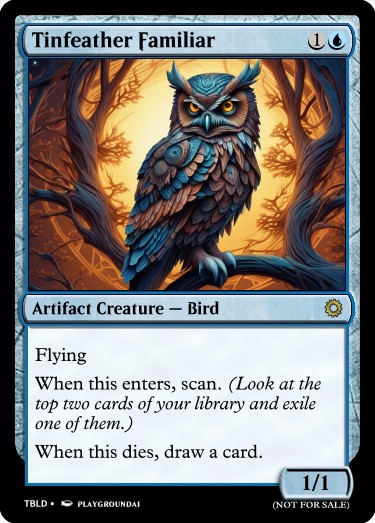 Tinfeather Familiar 1
Artifact Creature — Bird
Flying
When this enters, scan. (Look at the
top two cards of your library and exile
one of them.)
When this dies, draw a card.
1/1
TBLD • PLAYGROUNDAI
(NOT FOR SALE)